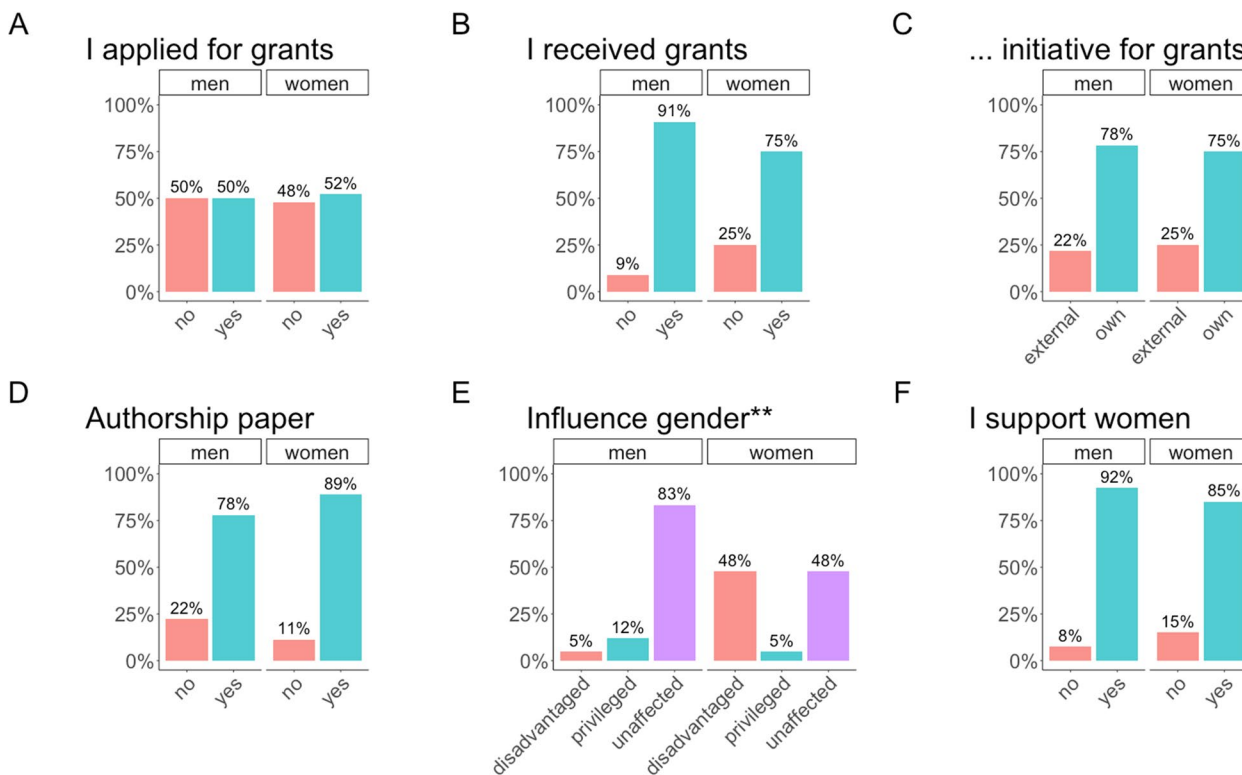 A
I applied for grants
men women
100%
75%
50%
25%
0%
50% 50% 48% 52%
no yes no yes
B
I received grants
men women
100%
75%
50%
25%
0%
9% 91% 25% 75%
no yes no yes
C
... initiative for grants
men women
100%
75%
50%
25%
0%
22% 78% 25% 75%
external own external own
D
Authorship paper
men women
100%
75%
50%
25%
0%
22% 78% 11% 89%
no yes no yes
E
Influence gender**
men women
100%
75%
50%
25%
0%
5% 12% 83% 48% 5% 48%
disadvantaged privileged unaffected disadvantaged privileged unaffected
F
I support women
men women
100%
75%
50%
25%
0%
8% 92% 15% 85%
no yes no yes